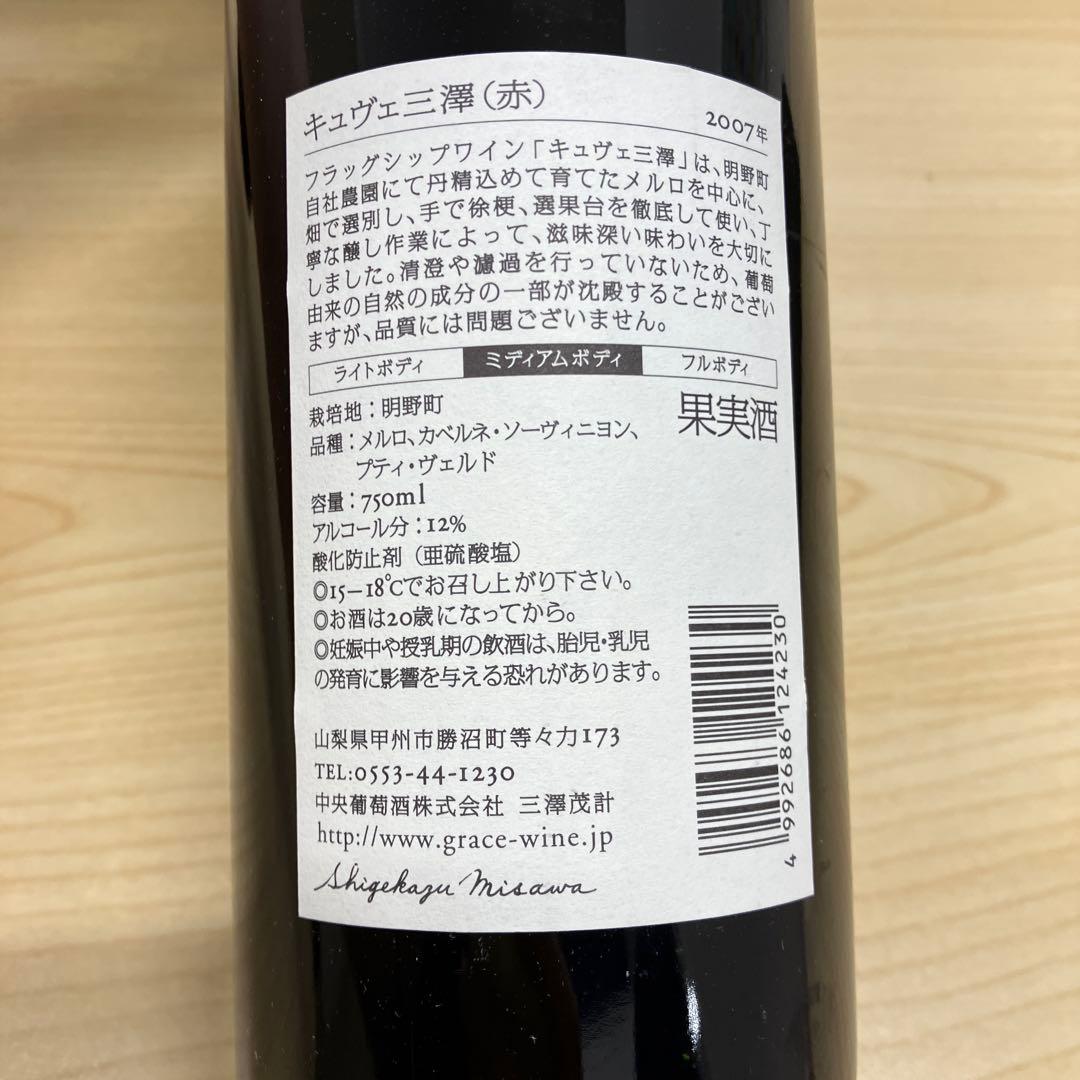 キュヴェ三澤（赤）
2007年
フラッグシップワイン「キュヴェ三澤」は、明野町
自社農園にて丹精込めて育てたメルロを中心に、
畑で選別し、手で徐梗、選果台を徹底して使い、丁
寧な醸し作業によって、滋味深い味わいを大切に
しました。清澄や濾過を行っていないため、葡萄
由来の自然の成分の一部が沈殿することがござい
ますが、品質には問題ございません。
ライトボディ ミディアムボディ フルボディ
栽培地：明野町
果実酒
品種：メルロ、カベルネ・ソーヴィニヨン、
プティ・ヴェルド
容量：750ml
アルコール分：12%
酸化防止剤（亜硫酸塩）
◎15–18℃でお召し上がり下さい。
◎お酒は20歳になってから。
◎妊娠中や授乳期の飲酒は、胎児・乳児
の発育に影響を与える恐れがあります。
山梨県甲州市勝沼町等々力173
TEL:0553-44-1230
中央葡萄酒株式会社 三澤茂計
http://www.grace-wine.jp
Shigekazu Misawa
4 992686 124230